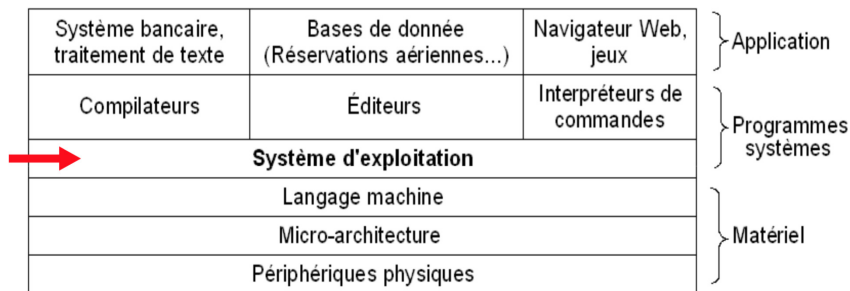 Système bancaire,
traitement de texte
Bases de donnée
(Réservations aériennes...)
Navigateur Web,
jeux
Application
Compilateurs
Éditeurs
Interpréteurs de
commandes
Programmes
systèmes
Système d'exploitation
Langage machine
Micro-architecture
Matériel
Périphériques physiques